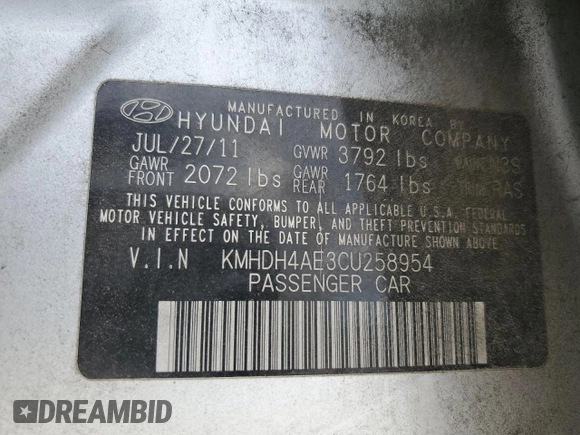 MANUFACTURED IN KOREA BY
HYUNDAI MOTOR COMPANY
JUL/27/11 GVWR 3792 lbs
GAWR FRONT 2072 lbs GAWR REAR 1764 lbs
THIS VEHICLE CONFORMS TO ALL APPLICABLE U.S.A. FEDERAL
MOTOR VEHICLE SAFETY, BUMPER, AND THEFT PREVENTION STANDARDS
IN EFFECT ON THE DATE OF MANUFACTURE SHOWN ABOVE.
V.I.N KMHDH4AE3CU258954
PASSENGER CAR
DREAMBID